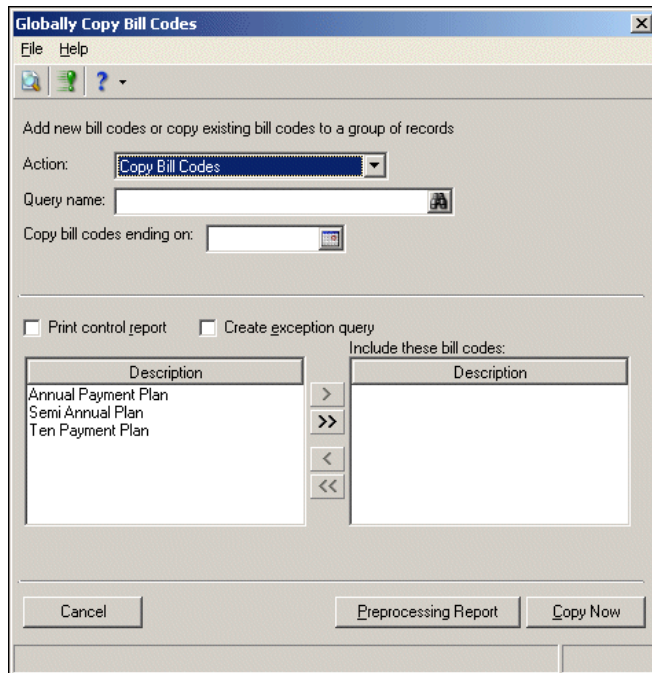 Globally Copy Bill Codes
File Help
?
Add new bill codes or copy existing bill codes to a group of records
Action: Copy Bill Codes
Query name:
Copy bill codes ending on:
Print control report Create exception query
Include these bill codes:
Description Description
Annual Payment Plan
Semi Annual Plan
Ten Payment Plan
>
>>
<
<<
Cancel Preprocessing Report Copy Now